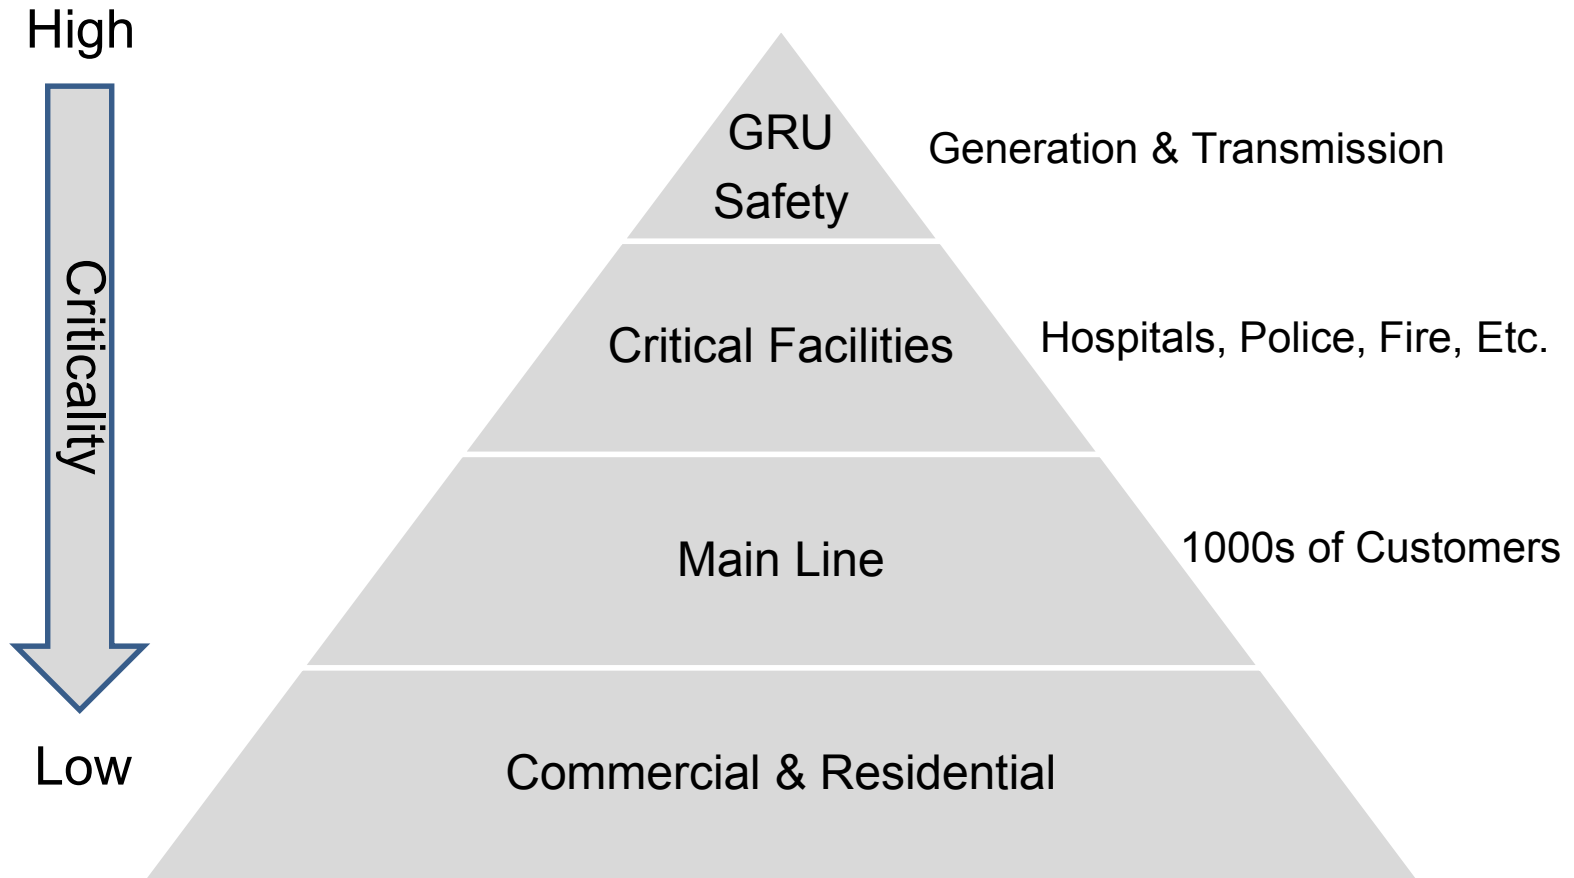 High
GRU
Safety
Generation & Transmission
Criticality
Critical Facilities
Hospitals, Police, Fire, Etc.
Main Line
1000s of Customers
Low
Commercial & Residential